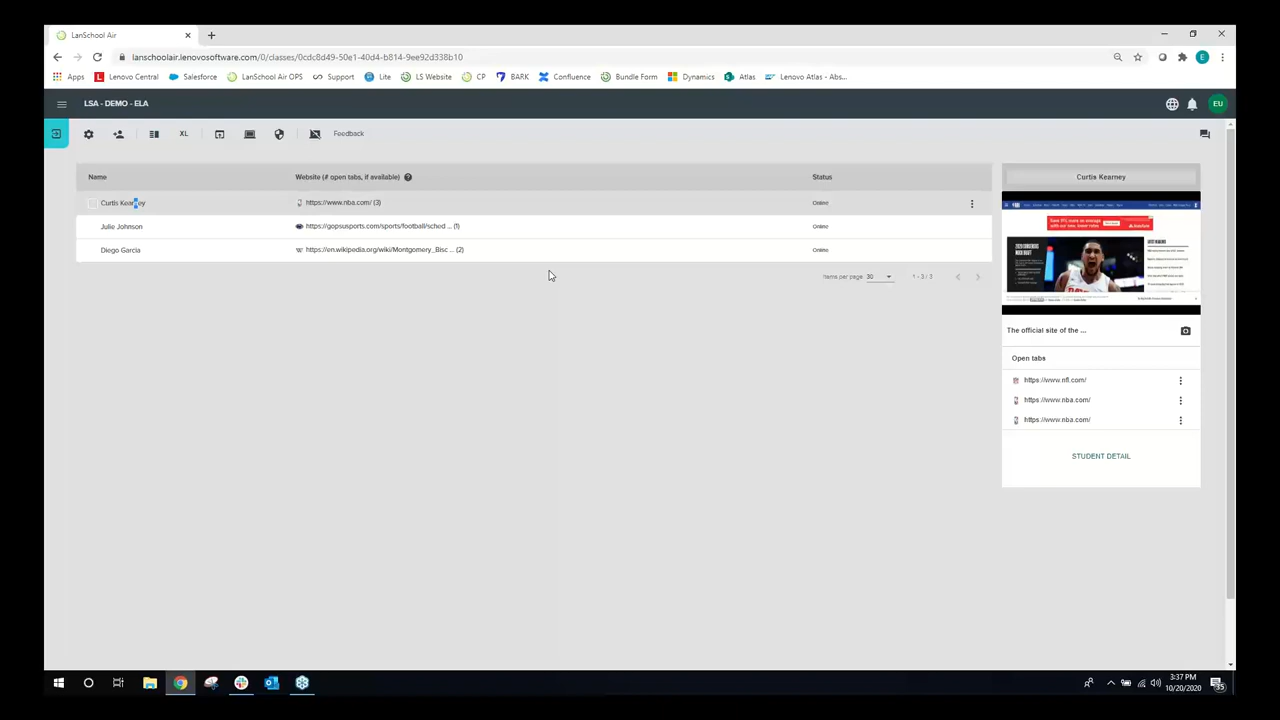 LanSchool Air
lanschoolair.lenovosoftware.com/0/classes/0cdc8d49-50e1-40d4-b814-9ee92d338b10
E
Apps Lenovo Central Salesforce LanSchool Air OPS Support Lite LS Website CP BARK Confluence Bundle Form Dynamics Atlas Lenovo Atlas - Abs...
LSA - DEMO - ELA
EU
XL Feedback
Name Website (# open tabs, if available) Status
Curtis Kearney https://www.nba.com/ (3) Online
Julie Johnson https://gopsusports.com/sports/football/sched ... (1) Online
Diego Garcia https://en.wikipedia.org/wiki/Montgomery_Bisc ... (2) Online
Items per page: 30 1 - 3 / 3
Curtis Kearney
The official site of the ...
Open tabs
https://www.nfl.com/
https://www.nba.com/
https://www.nba.com/
STUDENT DETAIL
3:37 PM
10/20/2020